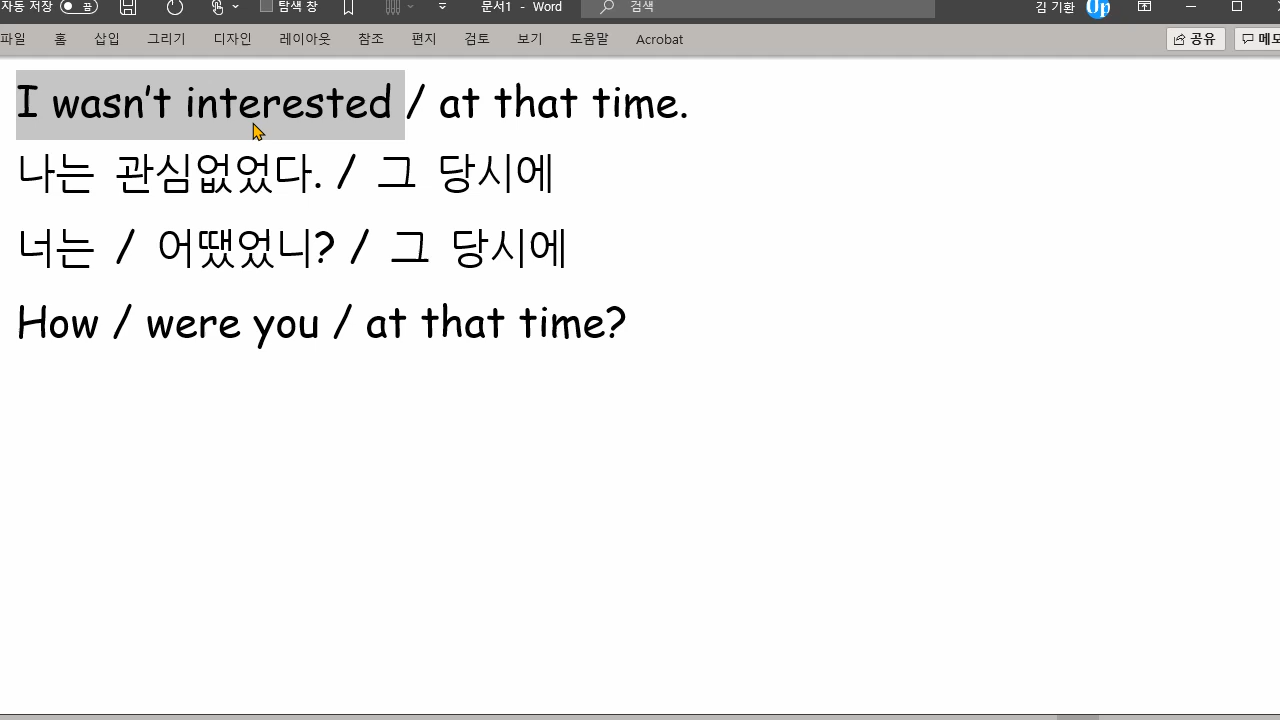 자동 저장 끔 탐색 창 문서1 - Word 검색 김 기환 Op
파일 홈 삽입 그리기 디자인 레이아웃 참조 편지 검토 보기 도움말 Acrobat 공유 메모
I wasn't interested / at that time.
나는 관심없었다. / 그 당시에
너는 / 어땠었니? / 그 당시에
How / were you / at that time?